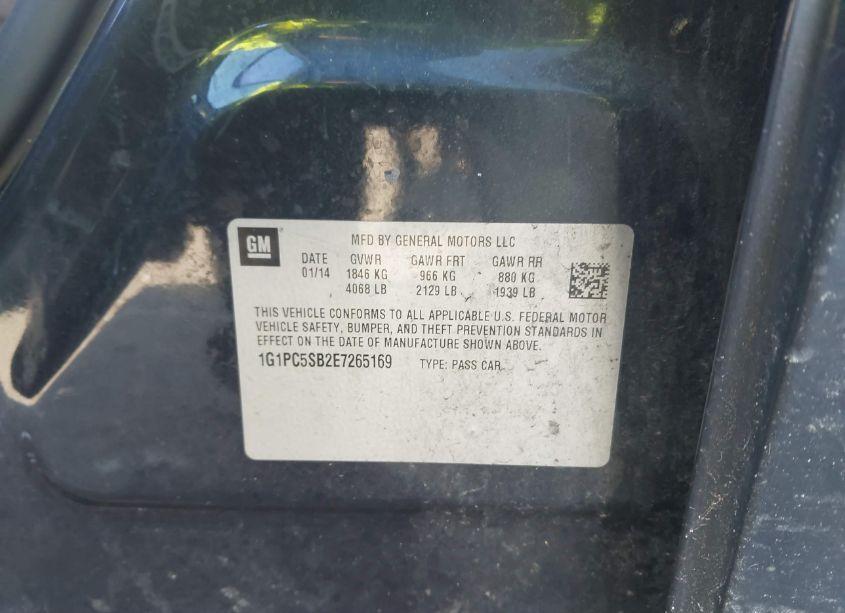 GM
MFD BY GENERAL MOTORS LLC
DATE GVWR GAWR FRT GAWR RR
01/14 1846 KG 966 KG 880 KG
4068 LB 2129 LB 1939 LB
THIS VEHICLE CONFORMS TO ALL APPLICABLE U.S. FEDERAL MOTOR
VEHICLE SAFETY, BUMPER, AND THEFT PREVENTION STANDARDS IN
EFFECT ON THE DATE OF MANUFACTURE SHOWN ABOVE.
1G1PC5SB2E7265169 TYPE: PASS CAR